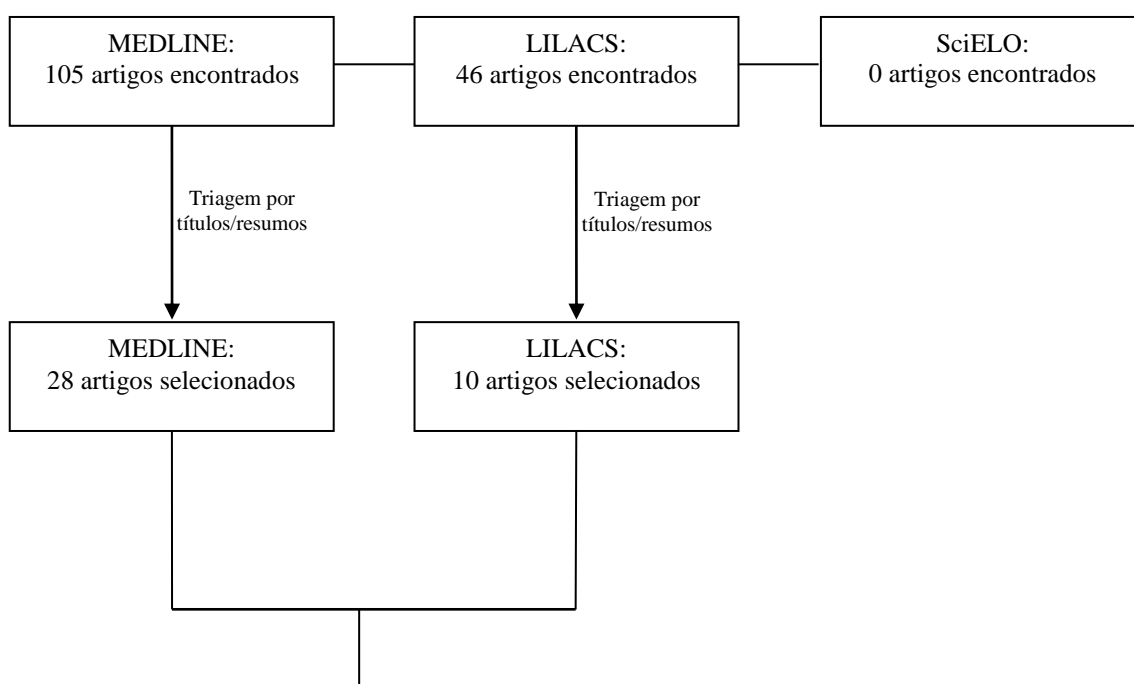 MEDLINE:
105 artigos encontrados
LILACS:
46 artigos encontrados
SciELO:
0 artigos encontrados
Triagem por
títulos/resumos
Triagem por
títulos/resumos
MEDLINE:
28 artigos selecionados
LILACS:
10 artigos selecionados